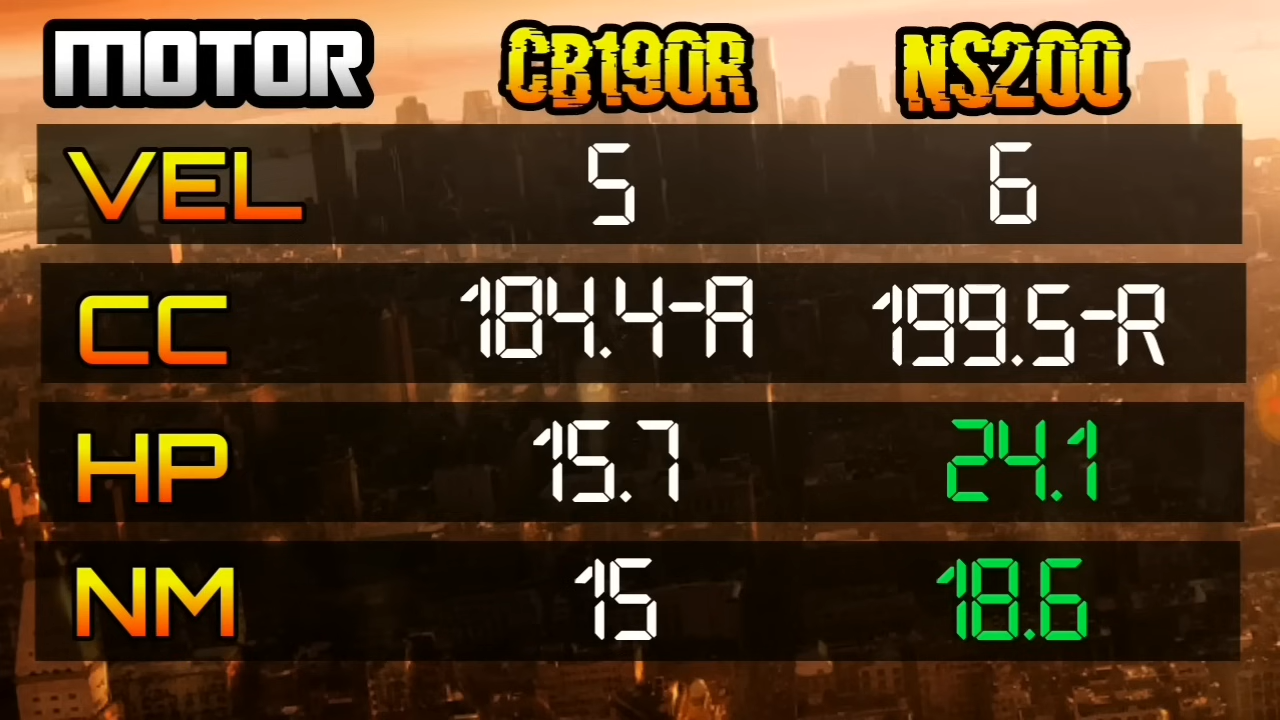 MOTOR CB190R NS200
VEL 5 6
CC 184.4-A 199.5-R
HP 15.7 24.1
NM 15 18.6